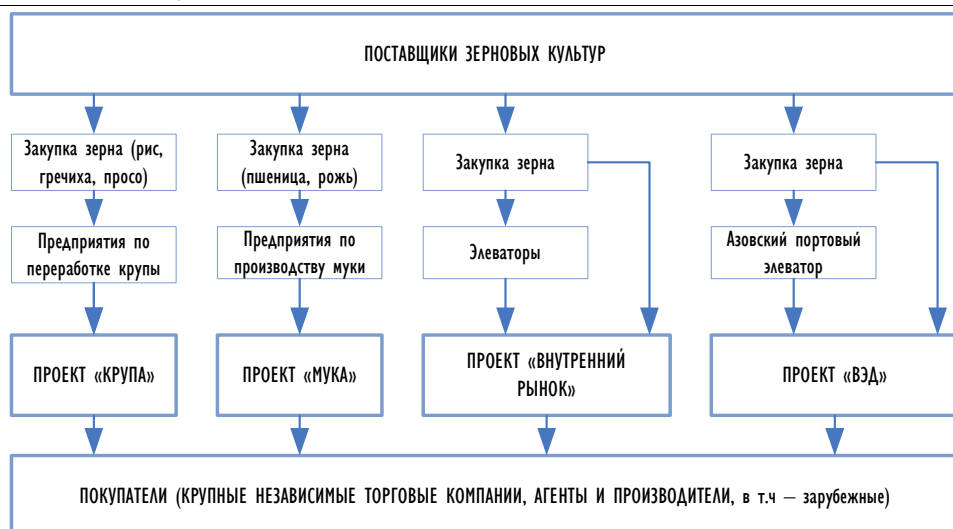 ПОСТАВЩИКИ ЗЕРНОВЫХ КУЛЬТУР
Закупка зерна (рис,
гречиха, просо)
Закупка зерна
(пшеница, рожь)
Закупка зерна
Закупка зерна
Предприятия по
переработке крупы
Предприятия по
производству муки
Элеваторы
Азовский портовый
элеватор
ПРОЕКТ «КРУПА»
ПРОЕКТ «МУКА»
ПРОЕКТ «ВНУТРЕННИЙ
РЫНОК»
ПРОЕКТ «ВЭД»
ПОКУПАТЕЛИ (КРУПНЫЕ НЕЗАВИСИМЫЕ ТОРГОВЫЕ КОМПАНИИ, АГЕНТЫ И ПРОИЗВОДИТЕЛИ, в т.ч — зарубежные)